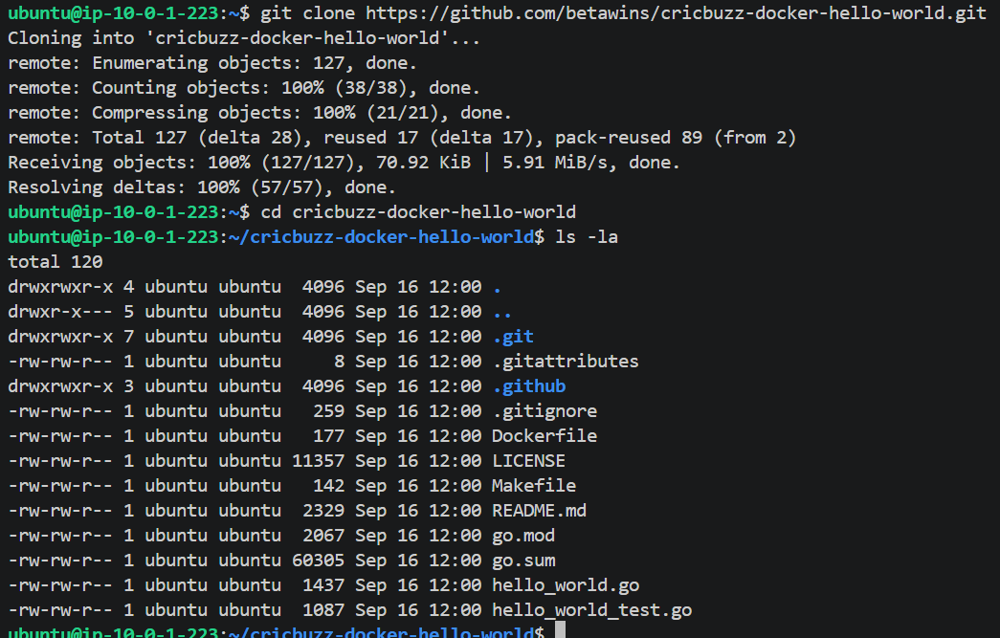 ubuntu@ip-10-0-1-223:~$ git clone https://github.com/betawins/cricbuzz-docker-hello-world.git
Cloning into 'cricbuzz-docker-hello-world'...
remote: Enumerating objects: 127, done.
remote: Counting objects: 100% (38/38), done.
remote: Compressing objects: 100% (21/21), done.
remote: Total 127 (delta 28), reused 17 (delta 17), pack-reused 89 (from 2)
Receiving objects: 100% (127/127), 70.92 KiB | 5.91 MiB/s, done.
Resolving deltas: 100% (57/57), done.
ubuntu@ip-10-0-1-223:~$ cd cricbuzz-docker-hello-world
ubuntu@ip-10-0-1-223:~/cricbuzz-docker-hello-world$ ls -la
total 120
drwxrwxr-x 4 ubuntu ubuntu  4096 Sep 16 12:00 .
drwxr-x--- 5 ubuntu ubuntu  4096 Sep 16 12:00 ..
drwxrwxr-x 7 ubuntu ubuntu  4096 Sep 16 12:00 .git
-rw-rw-r-- 1 ubuntu ubuntu     8 Sep 16 12:00 .gitattributes
drwxrwxr-x 3 ubuntu ubuntu  4096 Sep 16 12:00 .github
-rw-rw-r-- 1 ubuntu ubuntu   259 Sep 16 12:00 .gitignore
-rw-rw-r-- 1 ubuntu ubuntu   177 Sep 16 12:00 Dockerfile
-rw-rw-r-- 1 ubuntu ubuntu 11357 Sep 16 12:00 LICENSE
-rw-rw-r-- 1 ubuntu ubuntu   142 Sep 16 12:00 Makefile
-rw-rw-r-- 1 ubuntu ubuntu  2329 Sep 16 12:00 README.md
-rw-rw-r-- 1 ubuntu ubuntu  2067 Sep 16 12:00 go.mod
-rw-rw-r-- 1 ubuntu ubuntu 60305 Sep 16 12:00 go.sum
-rw-rw-r-- 1 ubuntu ubuntu  1437 Sep 16 12:00 hello_world.go
-rw-rw-r-- 1 ubuntu ubuntu  1087 Sep 16 12:00 hello_world_test.go
ubuntu@ip-10-0-1-223:~/cricbuzz-docker-hello-world$